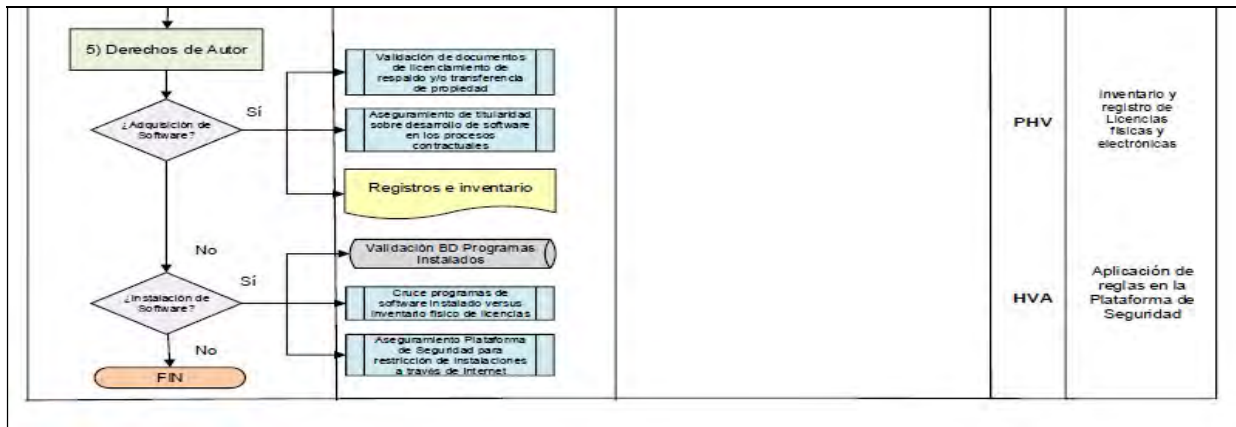 5) Derechos de Autor
¿Adquisición de
Software?
Sí
No
Validación de documentos
de licenciamiento de
respaldo y/o transferencia
de propiedad
Aseguramiento de titularidad
sobre desarrollo de software
en los procesos
contractuales
Registros e inventario
PHV
Inventario y
registro de
Licencias
físicas y
electrónicas
¿Instalación de
Software?
Sí
No
Validación BD Programas
Instalados
Cruce programas de
software instalado versus
inventario físico de licencias
Aseguramiento Plataforma
de Seguridad para
restricción de instalaciones
a través de Internet
HVA
Aplicación de
reglas en la
Plataforma de
Seguridad
FIN